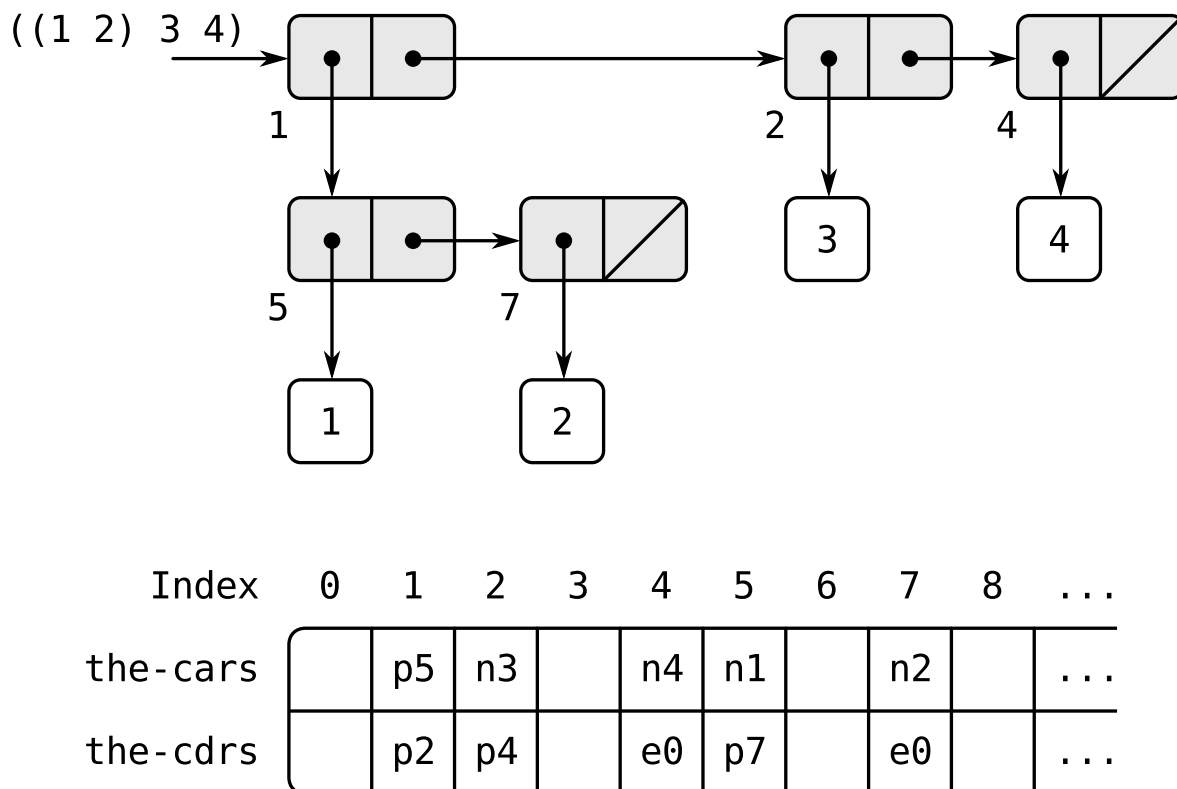 ((1 2) 3 4)
1 2 4
3 4
5 7
1 2
Index 0 1 2 3 4 5 6 7 8 ...
the-cars p5 n3 n4 n1 n2 ...
the-cdrs p2 p4 e0 p7 e0 ...